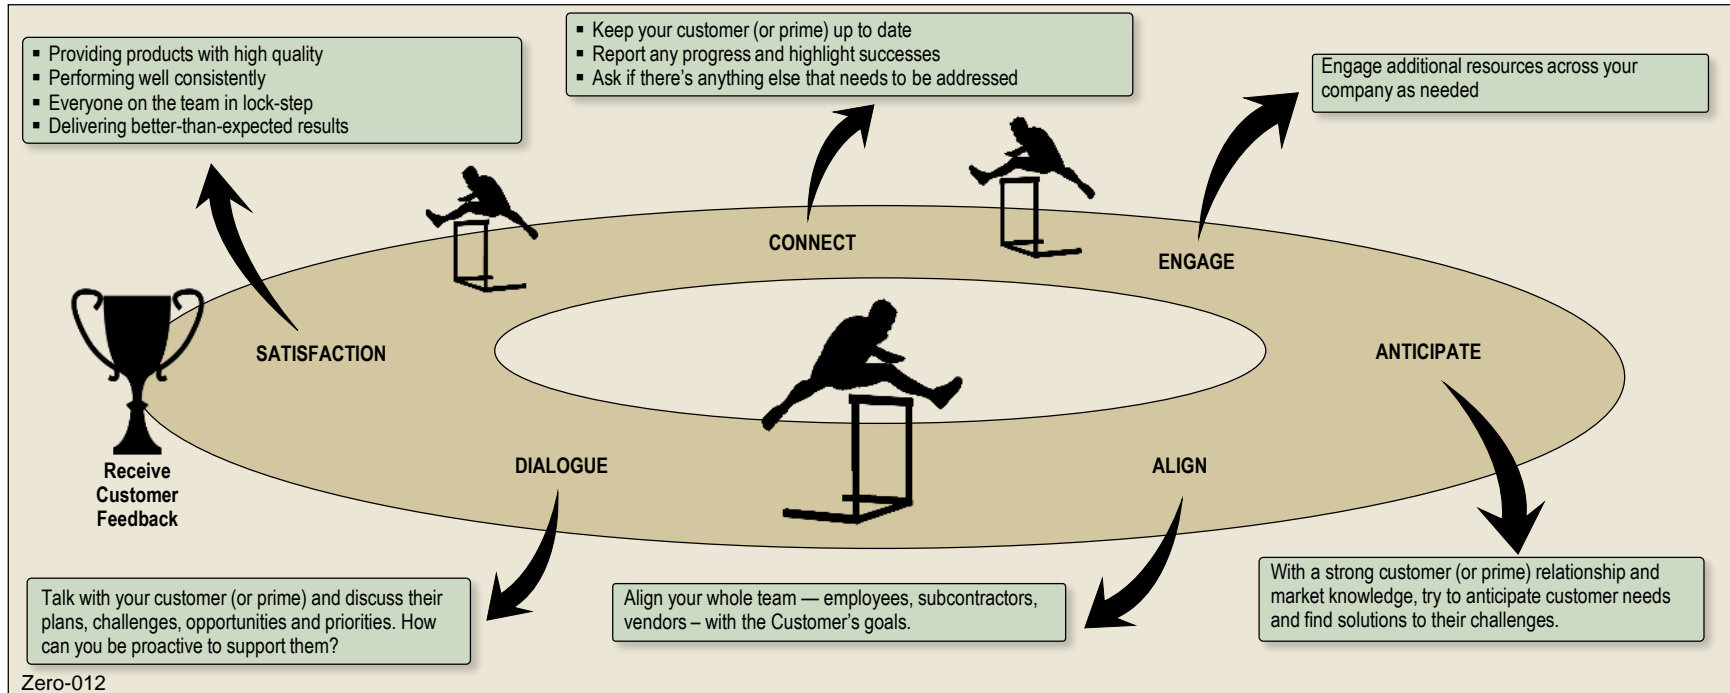 ▪ Providing products with high quality
▪ Performing well consistently
▪ Everyone on the team in lock-step
▪ Delivering better-than-expected results
▪ Keep your customer (or prime) up to date
▪ Report any progress and highlight successes
▪ Ask if there’s anything else that needs to be addressed
Engage additional resources across your
company as needed
CONNECT
ENGAGE
SATISFACTION
ANTICIPATE
DIALOGUE
ALIGN
Receive
Customer
Feedback
Talk with your customer (or prime) and discuss their
plans, challenges, opportunities and priorities. How
can you be proactive to support them?
Align your whole team — employees, subcontractors,
vendors – with the Customer’s goals.
With a strong customer (or prime) relationship and
market knowledge, try to anticipate customer needs
and find solutions to their challenges.
Zero-012